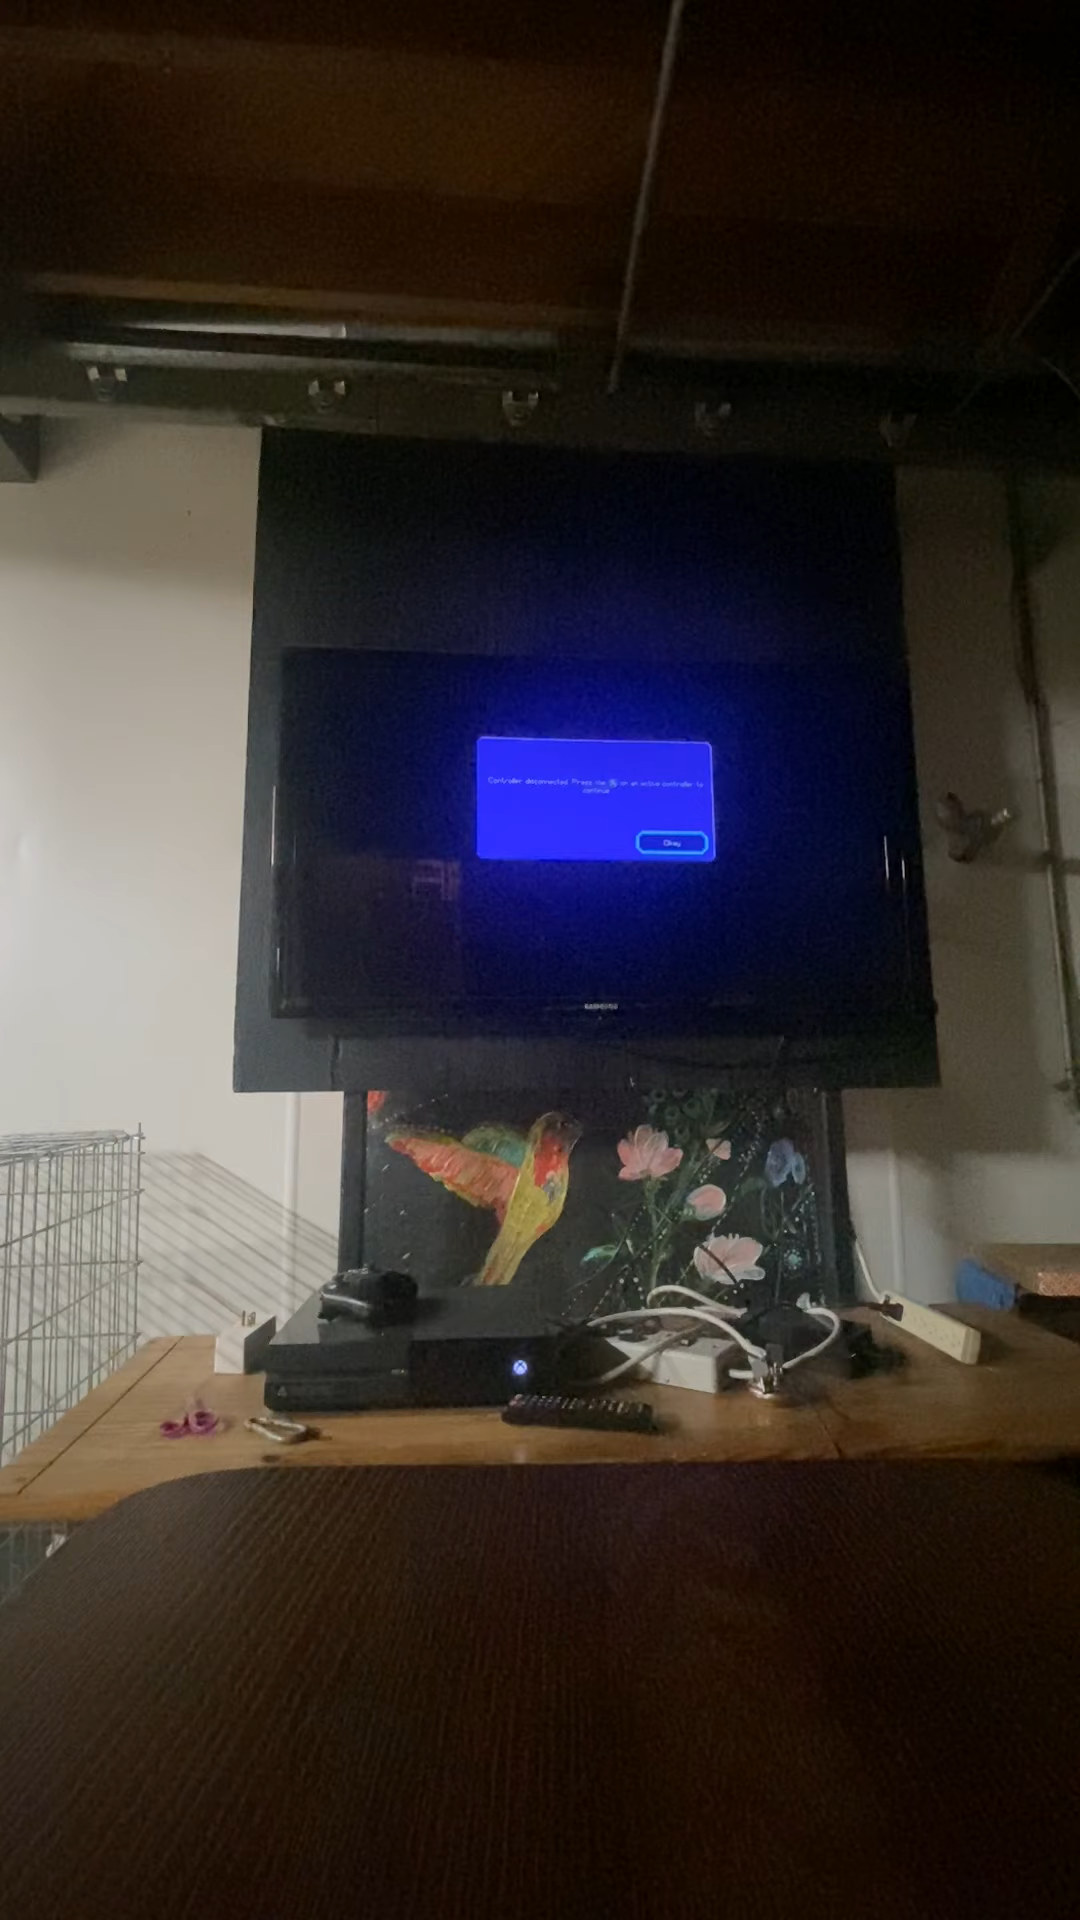 Controller disconnected. Press the Ⓐ on an active controller to
continue
Okay